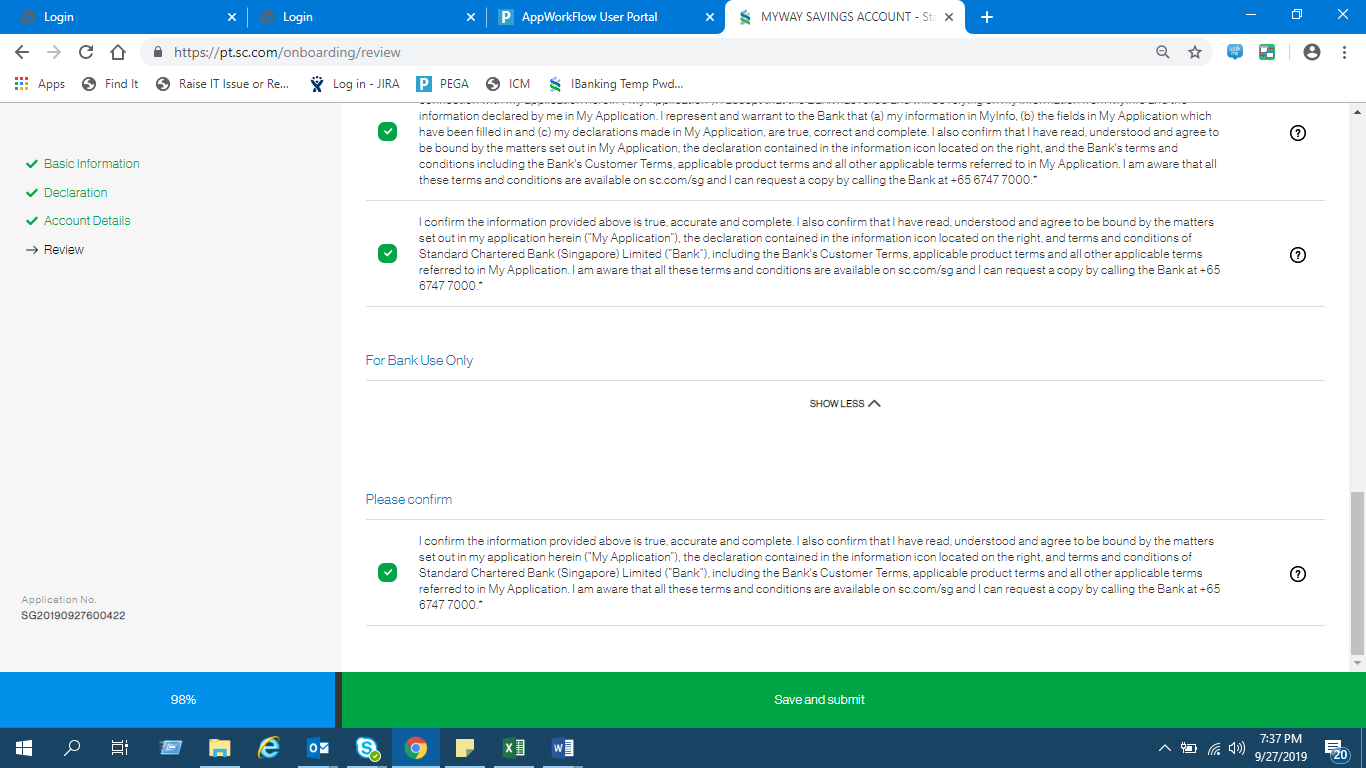 Login
Login
AppWorkFlow User Portal
MYWAY SAVINGS ACCOUNT - Sta
https://pt.sc.com/onboarding/review
Apps
Find It
Raise IT Issue or Re...
Log in - JIRA
PEGA
ICM
IBanking Temp Pwd...
Basic Information
Declaration
Account Details
Review
Application No.
SG20190927600422
information declared by me in My Application. I represent and warrant to the Bank that (a) my information in MyInfo, (b) the fields in My Application which
have been filled in and (c) my declarations made in My Application, are true, correct and complete. I also confirm that I have read, understood and agree to
be bound by the matters set out in My Application, the declaration contained in the information icon located on the right, and the Bank's terms and
conditions including the Bank's Customer Terms, applicable product terms and all other applicable terms referred to in My Application. I am aware that all
these terms and conditions are available on sc.com/sg and I can request a copy by calling the Bank at +65 6747 7000.*
I confirm the information provided above is true, accurate and complete. I also confirm that I have read, understood and agree to be bound by the matters
set out in my application herein ("My Application"), the declaration contained in the information icon located on the right, and terms and conditions of
Standard Chartered Bank (Singapore) Limited ("Bank"), including the Bank's Customer Terms, applicable product terms and all other applicable terms
referred to in My Application. I am aware that all these terms and conditions are available on sc.com/sg and I can request a copy by calling the Bank at +65
6747 7000.*
For Bank Use Only
SHOW LESS
Please confirm
I confirm the information provided above is true, accurate and complete. I also confirm that I have read, understood and agree to be bound by the matters
set out in my application herein ("My Application"), the declaration contained in the information icon located on the right, and terms and conditions of
Standard Chartered Bank (Singapore) Limited ("Bank"), including the Bank's Customer Terms, applicable product terms and all other applicable terms
referred to in My Application. I am aware that all these terms and conditions are available on sc.com/sg and I can request a copy by calling the Bank at +65
6747 7000.*
98%
Save and submit
7:37 PM
9/27/2019
20